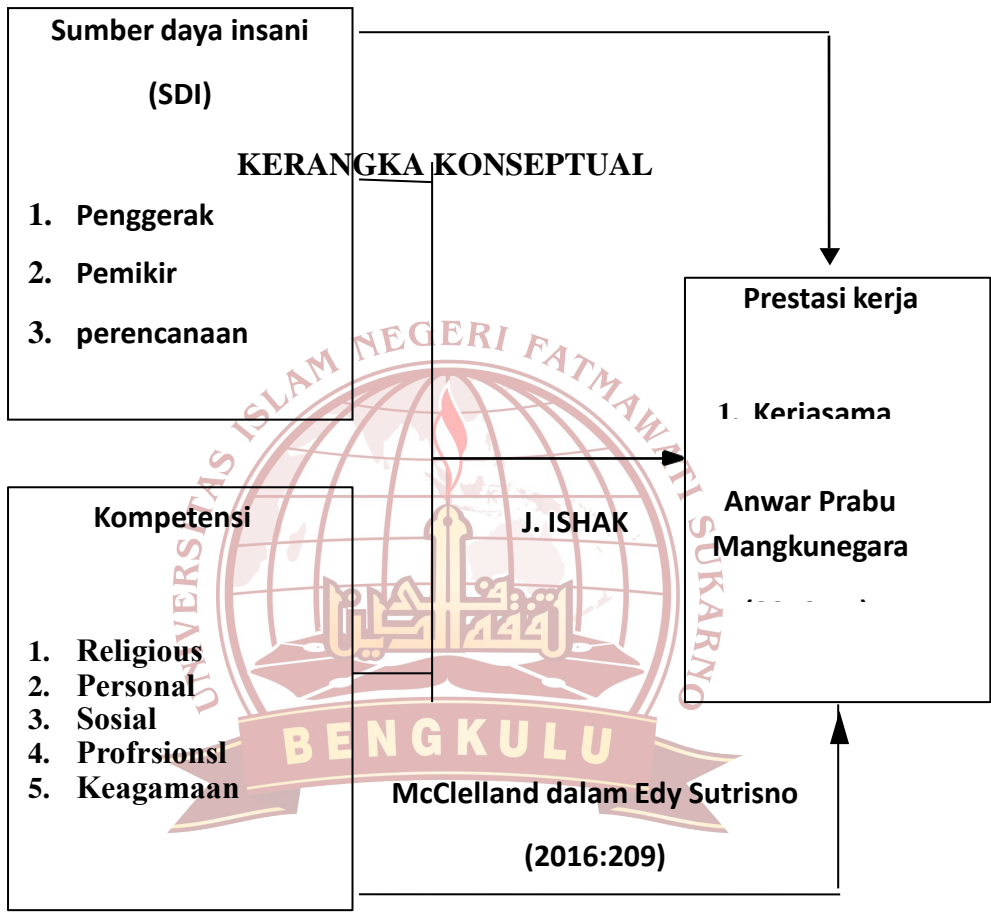 Sumber daya insani
(SDI)
KERANGKA KONSEPTUAL
1. Penggerak
2. Pemikir
3. perencanaan
Prestasi kerja
1. Kerjasama
Anwar Prabu
Mangkunegara
J. ISHAK
Kompetensi
1. Religious
2. Personal
3. Sosial
4. Profrsionsl
5. Keagamaan
McClelland dalam Edy Sutrisno
(2016:209)
UNIVERSITAS ISLAM NEGERI FATMAWATI SUKARNO
BENGKULU